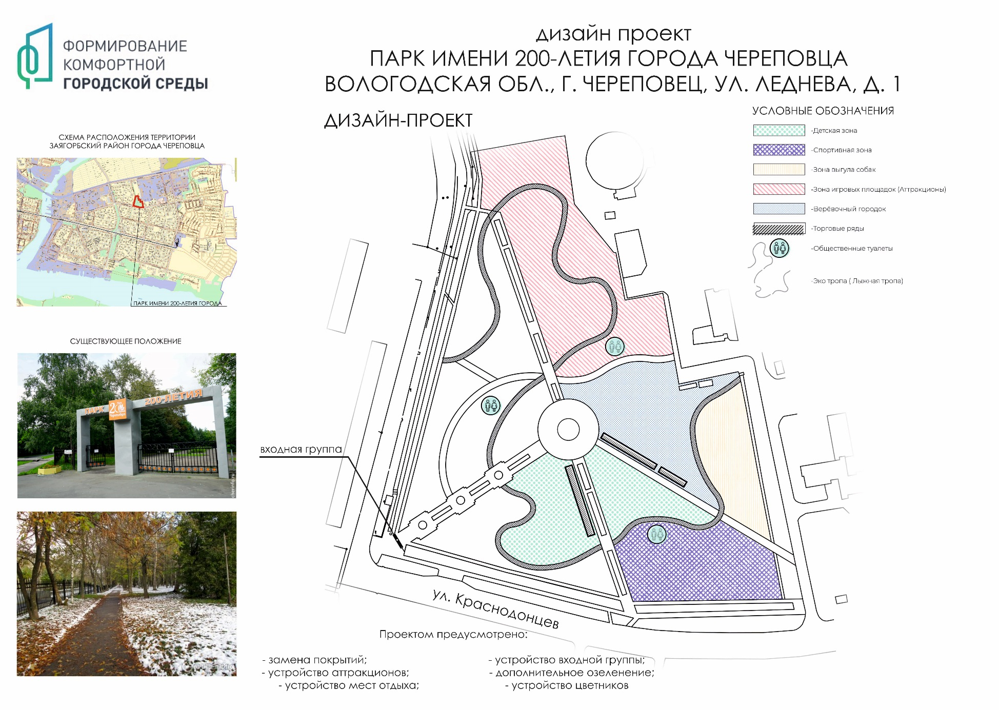 ФОРМИРОВАНИЕ
КОМФОРТНОЙ
ГОРОДСКОЙ СРЕДЫ
дизайн проект
ПАРК ИМЕНИ 200-ЛЕТИЯ ГОРОДА ЧЕРЕПОВЦА
ВОЛОГОДСКАЯ ОБЛ., Г. ЧЕРЕПОВЕЦ, УЛ. ЛЕДНЕВА, Д. 1
ДИЗАЙН-ПРОЕКТ
СХЕМА РАСПОЛОЖЕНИЯ ТЕРРИТОРИИ
ЗАЯГОРБСКИЙ РАЙОН ГОРОДА ЧЕРЕПОВЦА
ПАРК ИМЕНИ 200-ЛЕТИЯ ГОРОДА
СУЩЕСТВУЮЩЕЕ ПОЛОЖЕНИЕ
ПАРК 200-ЛЕТИЯ
cherinfo.ru
ОТЗОВИК
УСЛОВНЫЕ ОБОЗНАЧЕНИЯ
-Детская зона
-Спортивная зона
-Зона выгула собак
-Зона игровых площадок (Аттракционы)
-Верёвочный городок
-Торговые ряды
-Общественные туалеты
-Эко тропа ( Лыжная тропа)
входная группа
ул. Краснодонцев
Проектом предусмотрено:
- замена покрытий;
- устройство аттракционов;
- устройство мест отдыха;
- устройство входной группы;
- дополнительное озеленение;
- устройство цветников